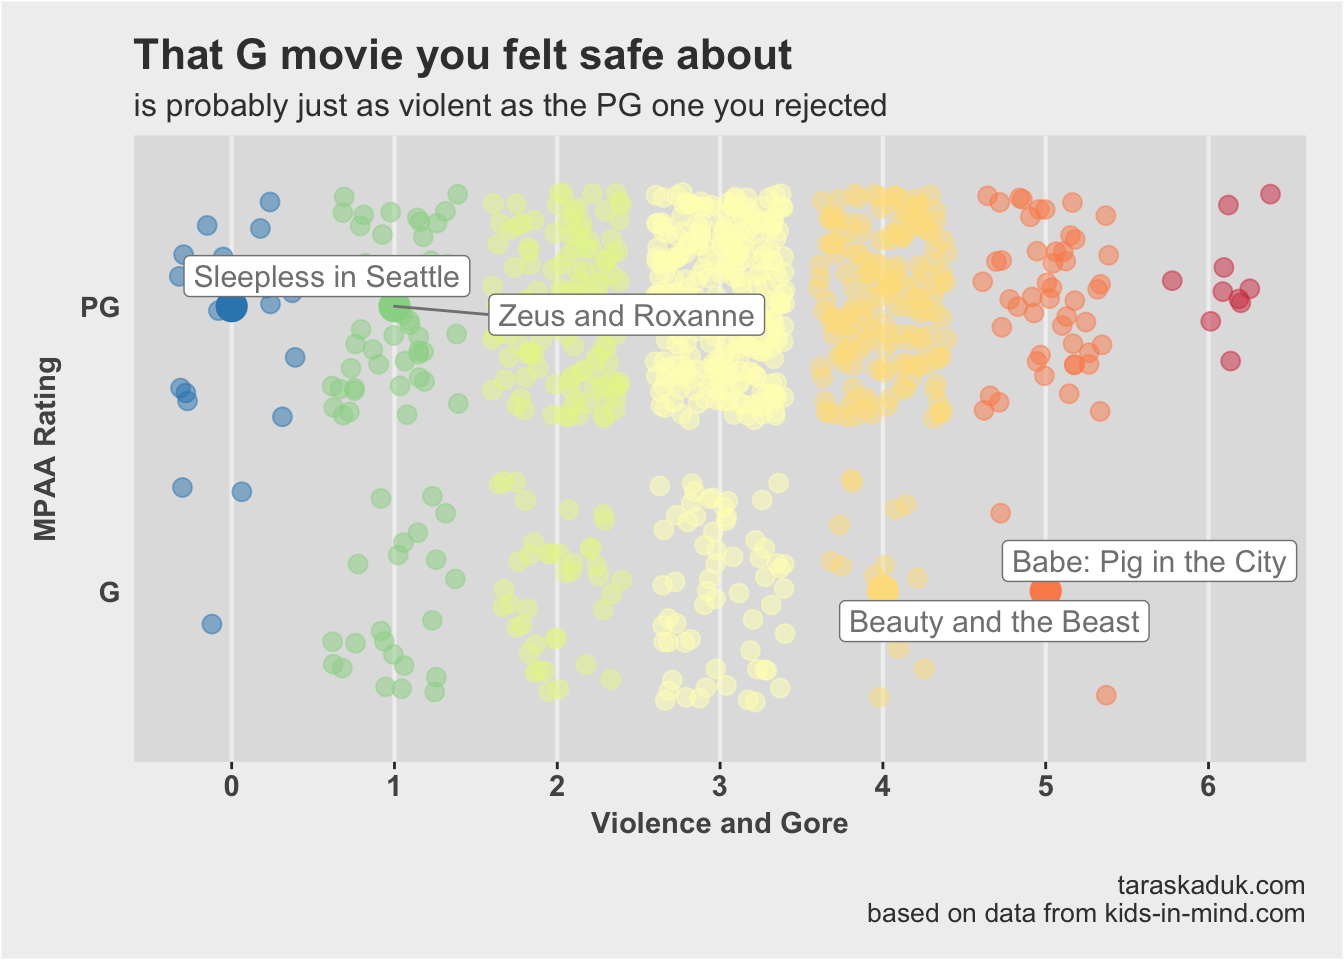 That G movie you felt safe about
is probably just as violent as the PG one you rejected
Sleepless in Seattle
Zeus and Roxanne
PG
MPAA Rating
Babe: Pig in the City
G
Beauty and the Beast
0 1 2 3 4 5 6
Violence and Gore
taraskaduk.com
based on data from kids-in-mind.com